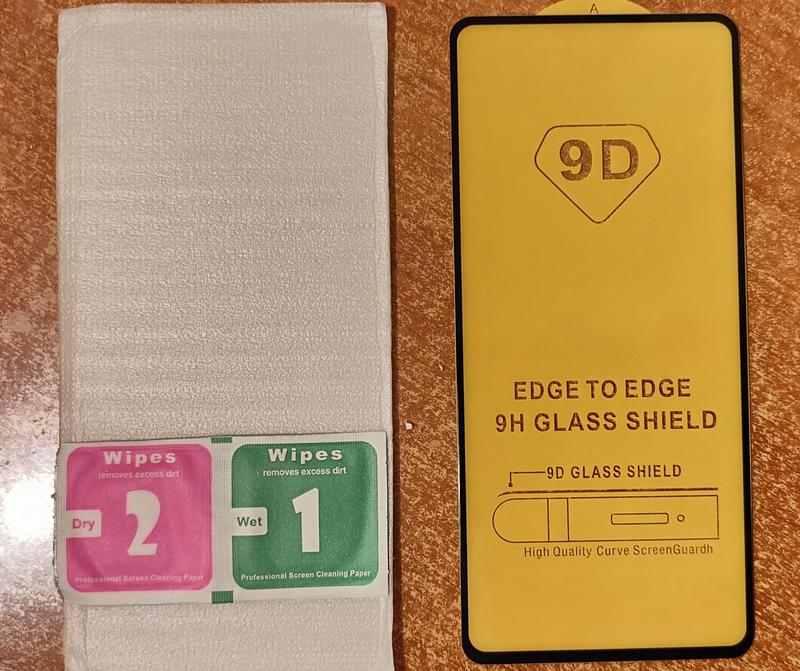 Wipes
removes excess dirt
Dry
2
Professional Screen Cleaning Paper
Wipes
removes excess dirt
Wet
1
Professional Screen Cleaning Paper
A
9D
EDGE TO EDGE
9H GLASS SHIELD
9D GLASS SHIELD
High Quality Curve ScreenGuardh